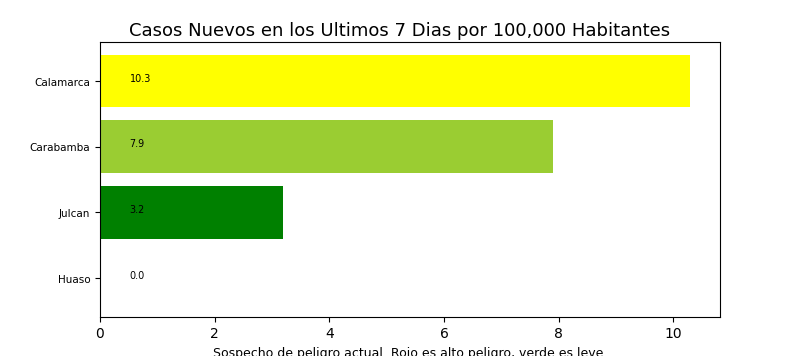 Casos Nuevos en los Ultimos 7 Dias por 100,000 Habitantes
Calamarca 10.3
Carabamba 7.9
Julcan 3.2
Huaso 0.0
0 2 4 6 8 10
Sospecho de peligro actual. Rojo es alto peligro, verde es leve